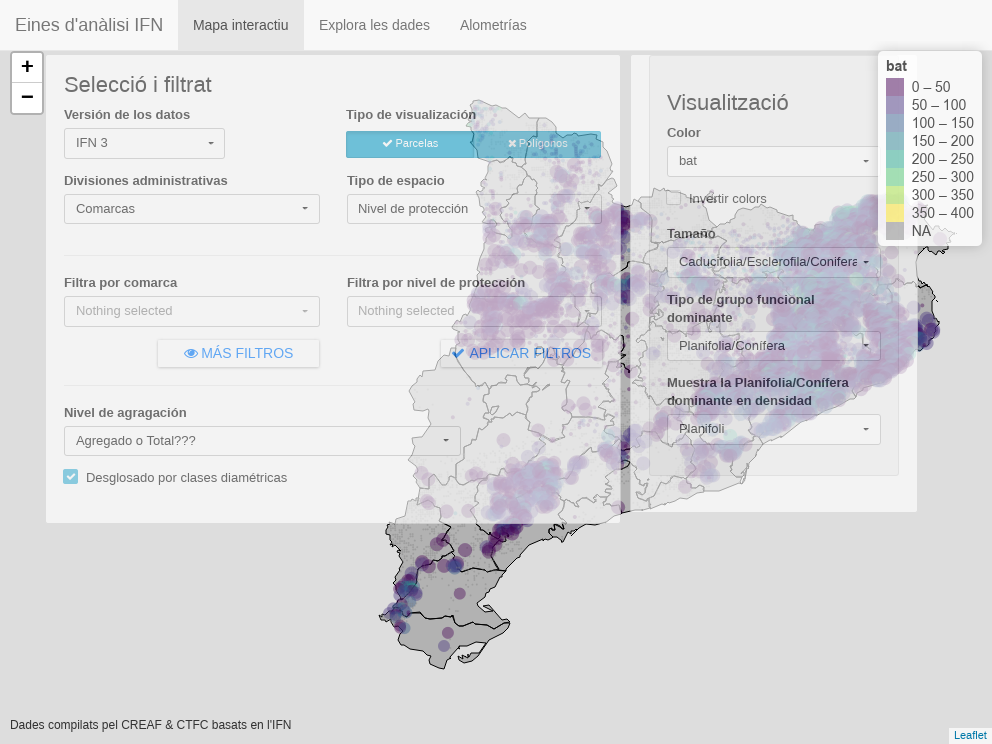 Eines d'anàlisi IFN
Mapa interactiu
Explora les dades
Alometrías
+
−
Selecció i filtrat
Versión de los datos
IFN 3
Tipo de visualización
Parcelas
Polígonos
Divisiones administrativas
Comarcas
Tipo de espacio
Nivel de protección
Filtra por comarca
Nothing selected
Filtra por nivel de protección
Nothing selected
MÁS FILTROS
APLICAR FILTROS
Nivel de agragación
Agregado o Total???
Desglosado por clases diamétricas
Visualització
Color
bat
Invertir colors
Tamaño
Caducifolia/Esclerofila/Conifera
Tipo de grupo funcional
dominante
Planifolia/Conífera
Muestra la Planifolia/Conífera
dominante en densidad
Planifoli
bat
0 – 50
50 – 100
100 – 150
150 – 200
200 – 250
250 – 300
300 – 350
350 – 400
NA
Dades compilats pel CREAF & CTFC basats en l'IFN
Leaflet